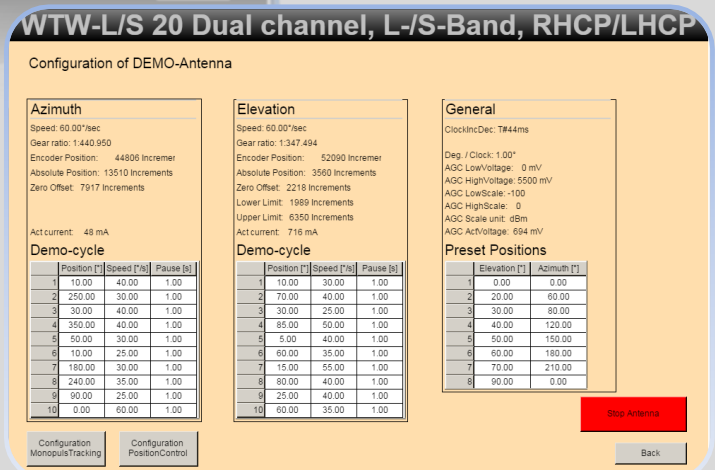 WTW-L/S 20 Dual channel, L-/S-Band, RHCP/LHCP
Configuration of DEMO-Antenna
Azimuth
Speed: 60.00°/sec
Gear ratio: 1:440.950
Encoder Position: 44806 Incremer
Absolute Position: 13510 Increments
Zero Offset: 7917 Increments
Act current: 48 mA
Demo-cycle
Position [°] Speed [°/s] Pause [s]
1 10.00 40.00 1.00
2 250.00 30.00 1.00
3 30.00 40.00 1.00
4 350.00 40.00 1.00
5 50.00 30.00 1.00
6 10.00 25.00 1.00
7 180.00 30.00 1.00
8 240.00 35.00 1.00
9 90.00 25.00 1.00
10 0.00 60.00 1.00
Elevation
Speed: 60.00°/sec
Gear ratio: 1:347.494
Encoder Position: 52090 Incremer
Absolute Position: 3560 Increments
Zero Offset: 2218 Increments
Lower Limit: 1989 Increments
Upper Limit: 6350 Increments
Act current: 716 mA
Demo-cycle
Position [°] Speed [°/s] Pause [s]
1 10.00 30.00 1.00
2 70.00 40.00 1.00
3 30.00 25.00 1.00
4 85.00 50.00 1.00
5 5.00 40.00 1.00
6 60.00 35.00 1.00
7 15.00 55.00 1.00
8 80.00 40.00 1.00
9 25.00 40.00 1.00
10 60.00 35.00 1.00
General
ClockIncDec: T#44ms
Deg. / Clock: 1.00°
AGC LowVoltage: 0 mV
AGC HighVoltage: 5500 mV
AGC LowScale: -100
AGC HighScale: 0
AGC Scale unit: dBm
AGC ActVoltage: 694 mV
Preset Positions
Elevation [°] Azimuth [°]
1 0.00 0.00
2 20.00 60.00
3 30.00 80.00
4 40.00 120.00
5 50.00 150.00
6 60.00 180.00
7 70.00 210.00
8 90.00 0.00
Stop Antenna
Configuration
MonopulsTracking
Configuration
PositionControl
Back